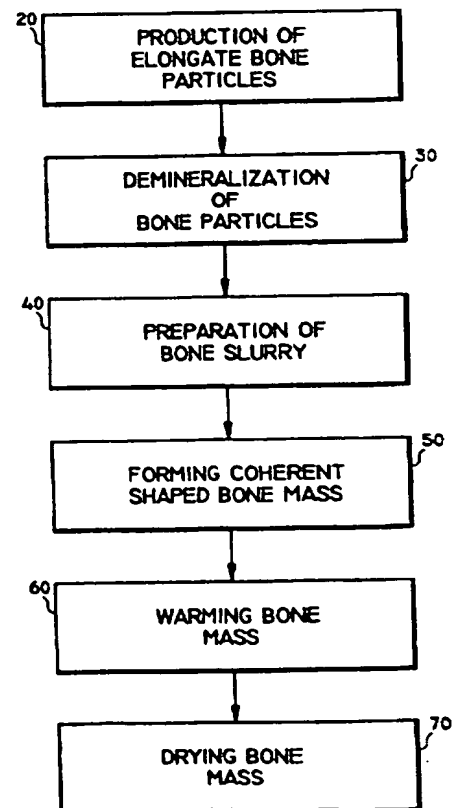 20
PRODUCTION OF
ELONGATE BONE
PARTICLES
30
DEMINERALIZATION
OF
BONE PARTICLES
40
PREPARATION OF
BONE SLURRY
50
FORMING COHERENT
SHAPED BONE MASS
60
WARMING BONE
MASS
70
DRYING BONE
MASS